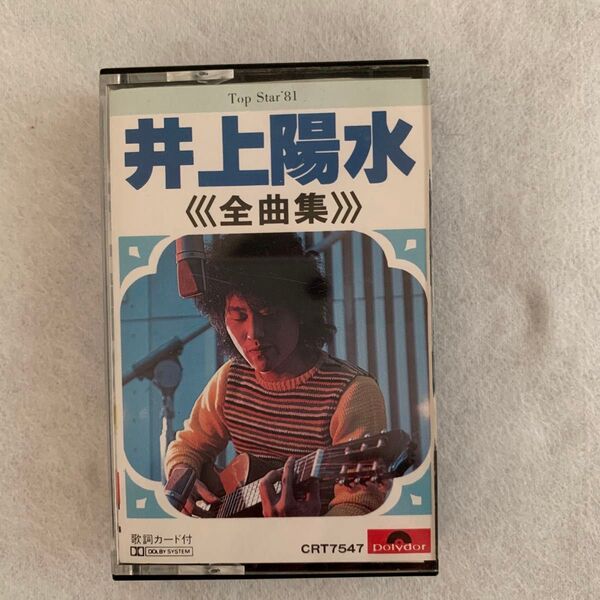 Top Star'81
井上陽水
全曲集
歌詞カード付
DOLBY SYSTEM
CRT7547
Polydor